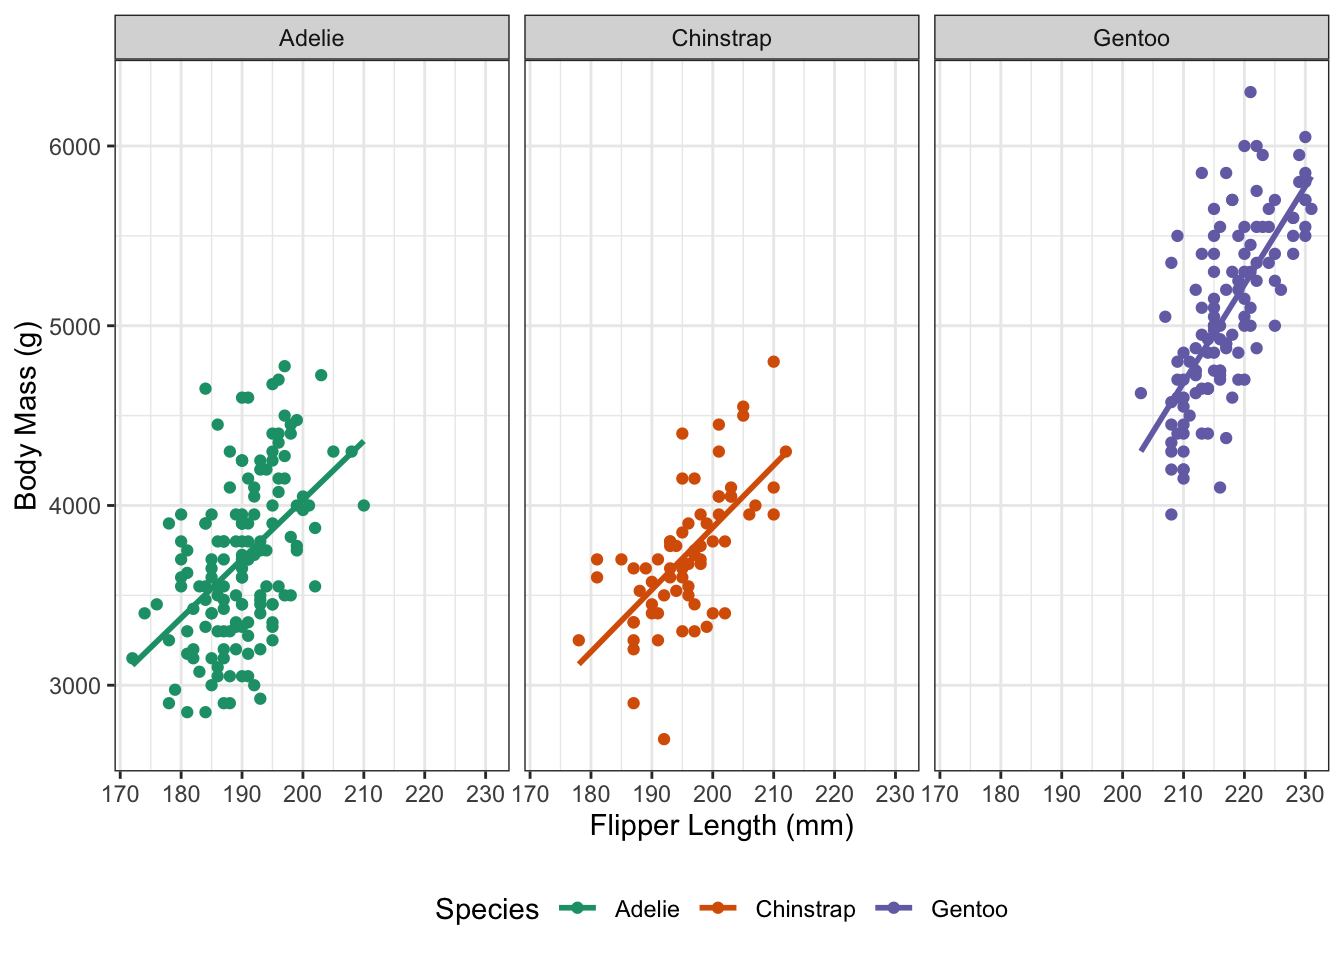 Adelie Chinstrap Gentoo
6000
5000
4000
3000
Body Mass (g)
170 180 190 200 210 220 230 170 180 190 200 210 220 230 170 180 190 200 210 220 230
Flipper Length (mm)
Species Adelie Chinstrap Gentoo